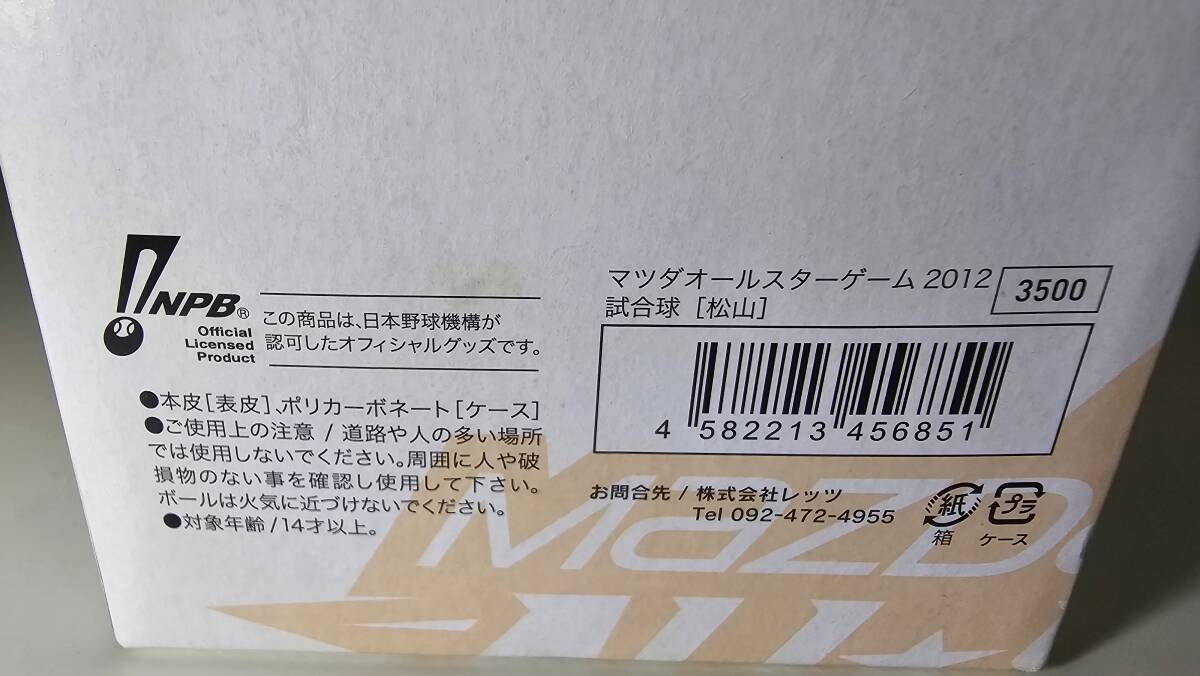 NPB®
Official
Licensed
Product
この商品は、日本野球機構が
認可したオフィシャルグッズです。
●本皮[表皮]、ポリカーボネート[ケース]
●ご使用上の注意 / 道路や人の多い場所
では使用しないでください。周囲に人や破
損物のない事を確認し使用して下さい。
ボールは火気に近づけないでください。
●対象年齢/14才以上。
マツダオールスターゲーム 2012
試合球 [松山]
3500
4 582213 456851
お問合先 / 株式会社レッツ
Tel 092-472-4955
紙
箱
プラ
ケース
MAZDA